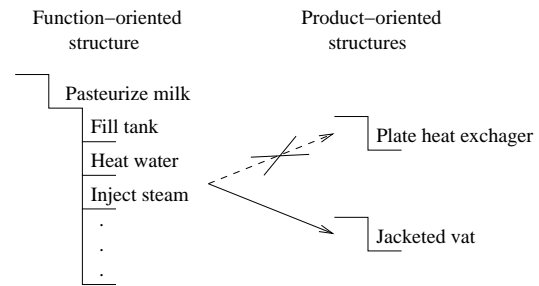 Function−oriented
structure
Product−oriented
structures
Pasteurize milk
Fill tank
Heat water
Inject steam
.
.
.
Plate heat exchager
Jacketed vat